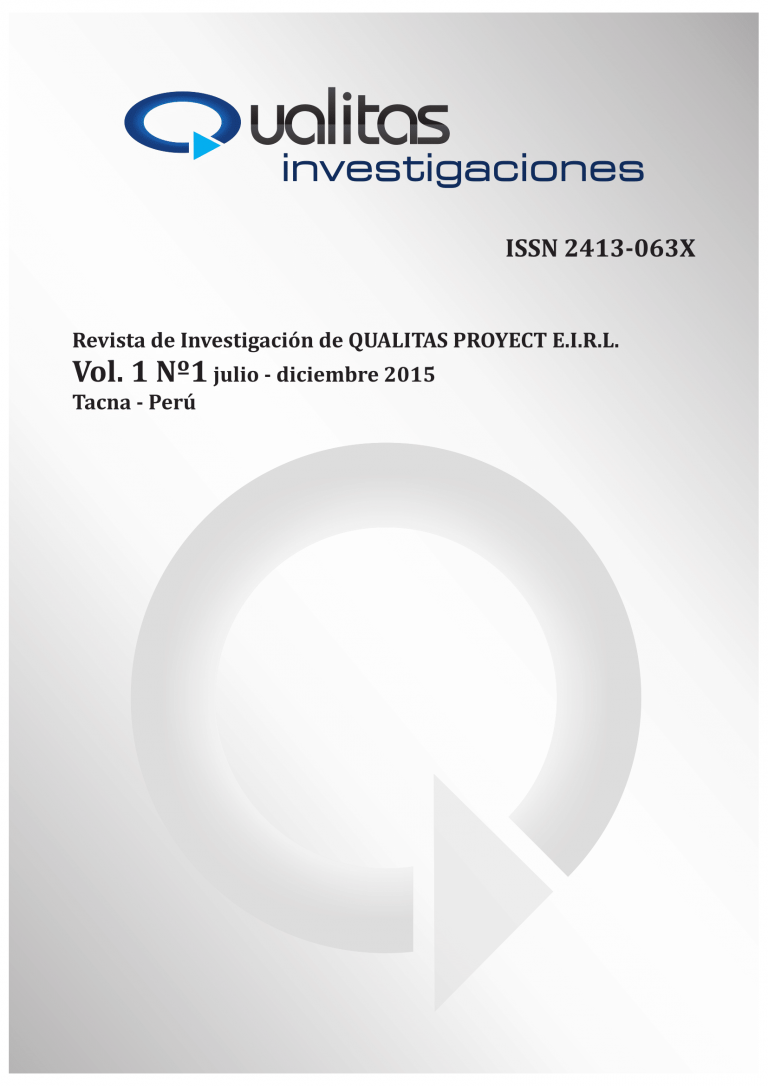 Qualitas
investigaciones
ISSN 2413-063X
Revista de Investigación de QUALITAS PROYECT E.I.R.L.
Vol. 1 Nº1 julio - diciembre 2015
Tacna - Perú